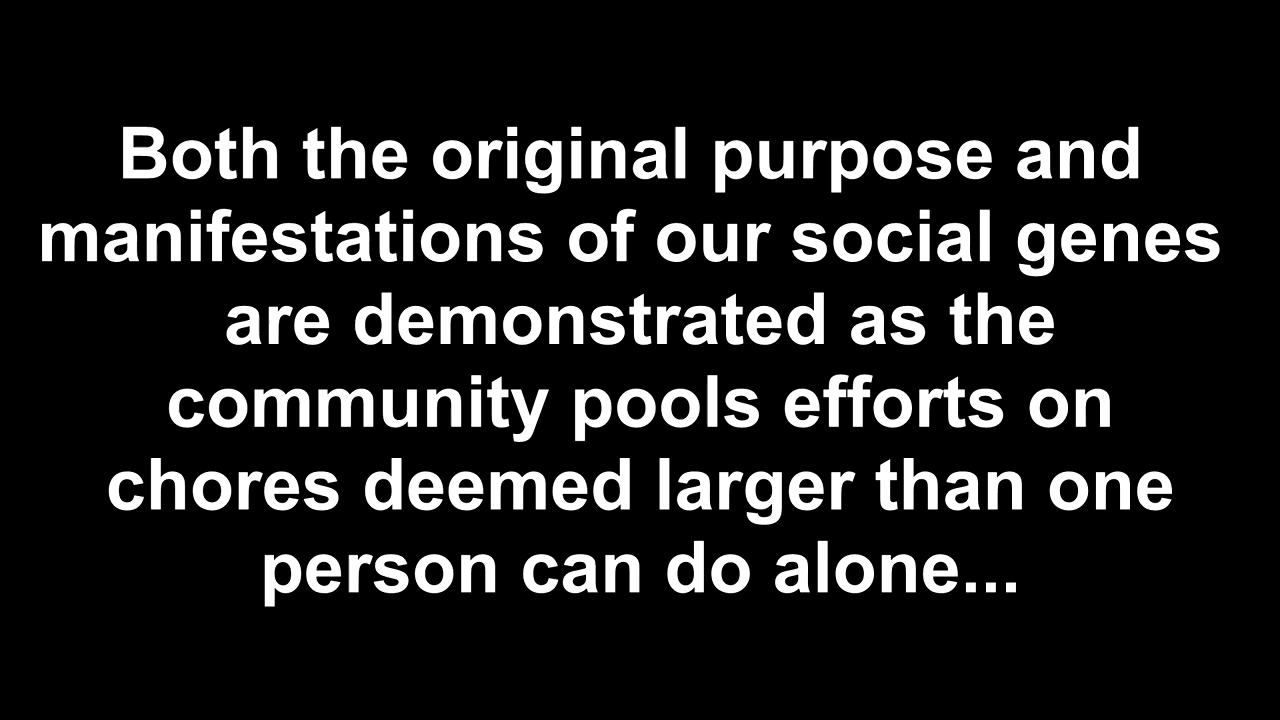 Both the original purpose and
manifestations of our social genes
are demonstrated as the
community pools efforts on
chores deemed larger than one
person can do alone...